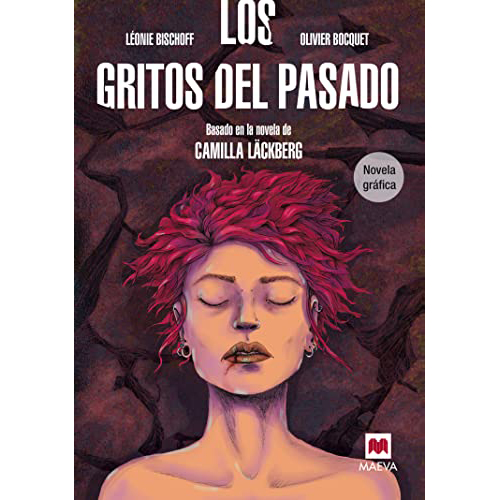 LOS
LÉONIE BISCHOFF
OLIVIER BOCQUET
GRITOS DEL PASADO
Basado en la novela de
CAMILLA LÄCKBERG
Novela
gráfica
MAEVA